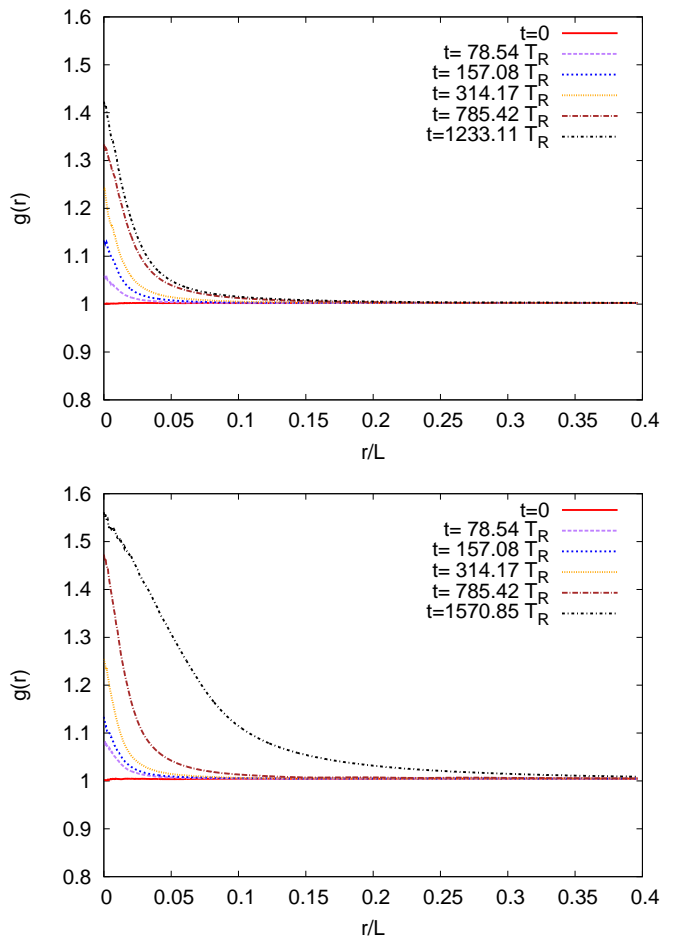 1.6
t=0
t= 78.54 T_R
1.5
t= 157.08 T_R
t= 314.17 T_R
1.4
t= 785.42 T_R
t=1233.11 T_R
1.3
g(r)
1.2
1.1
1
0.9
0.8
0 0.05 0.1 0.15 0.2 0.25 0.3 0.35 0.4
r/L
1.6
t=0
t= 78.54 T_R
1.5
t= 157.08 T_R
t= 314.17 T_R
1.4
t= 785.42 T_R
t=1570.85 T_R
1.3
g(r)
1.2
1.1
1
0.9
0.8
0 0.05 0.1 0.15 0.2 0.25 0.3 0.35 0.4
r/L